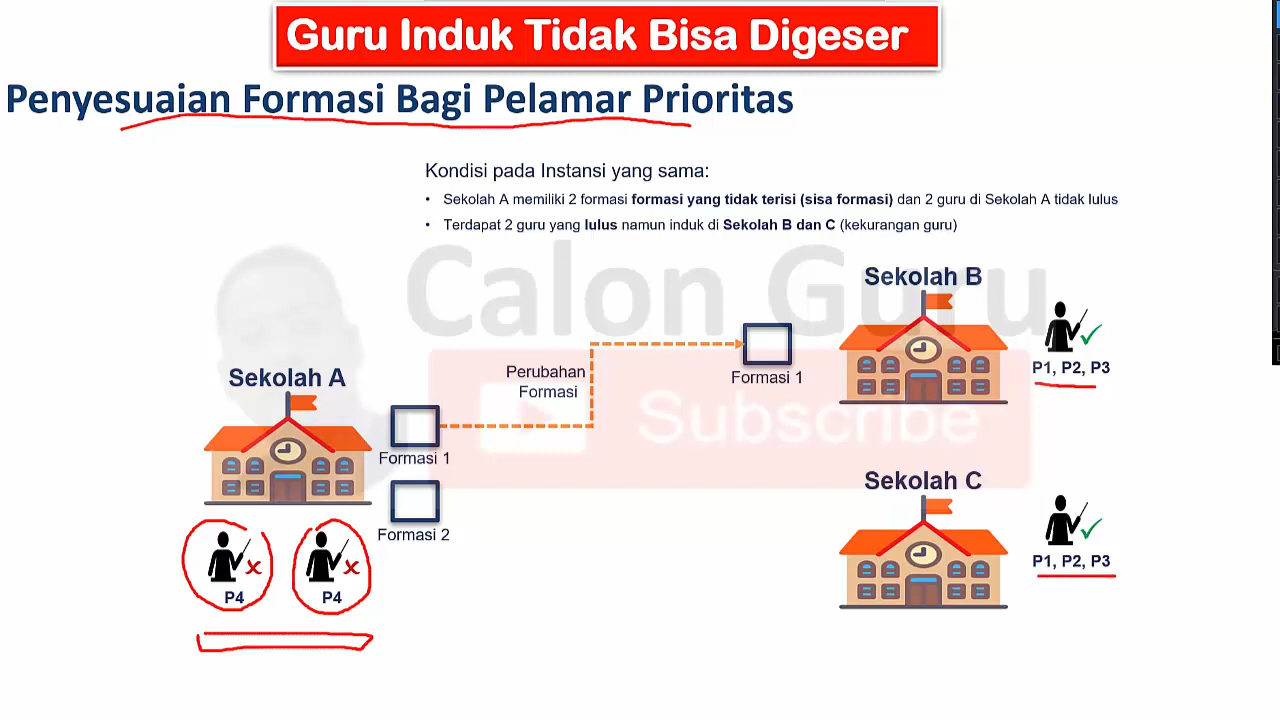 Guru Induk Tidak Bisa Digeser
Penyesuaian Formasi Bagi Pelamar Prioritas
Kondisi pada Instansi yang sama:
• Sekolah A memiliki 2 formasi formasi yang tidak terisi (sisa formasi) dan 2 guru di Sekolah A tidak lulus
• Terdapat 2 guru yang lulus namun induk di Sekolah B dan C (kekurangan guru)
Calon Guru
Subscribe
Sekolah B
P1, P2, P3
Formasi 1
Perubahan
Formasi
Sekolah A
Formasi 1
Formasi 2
P4
P4
Sekolah C
P1, P2, P3